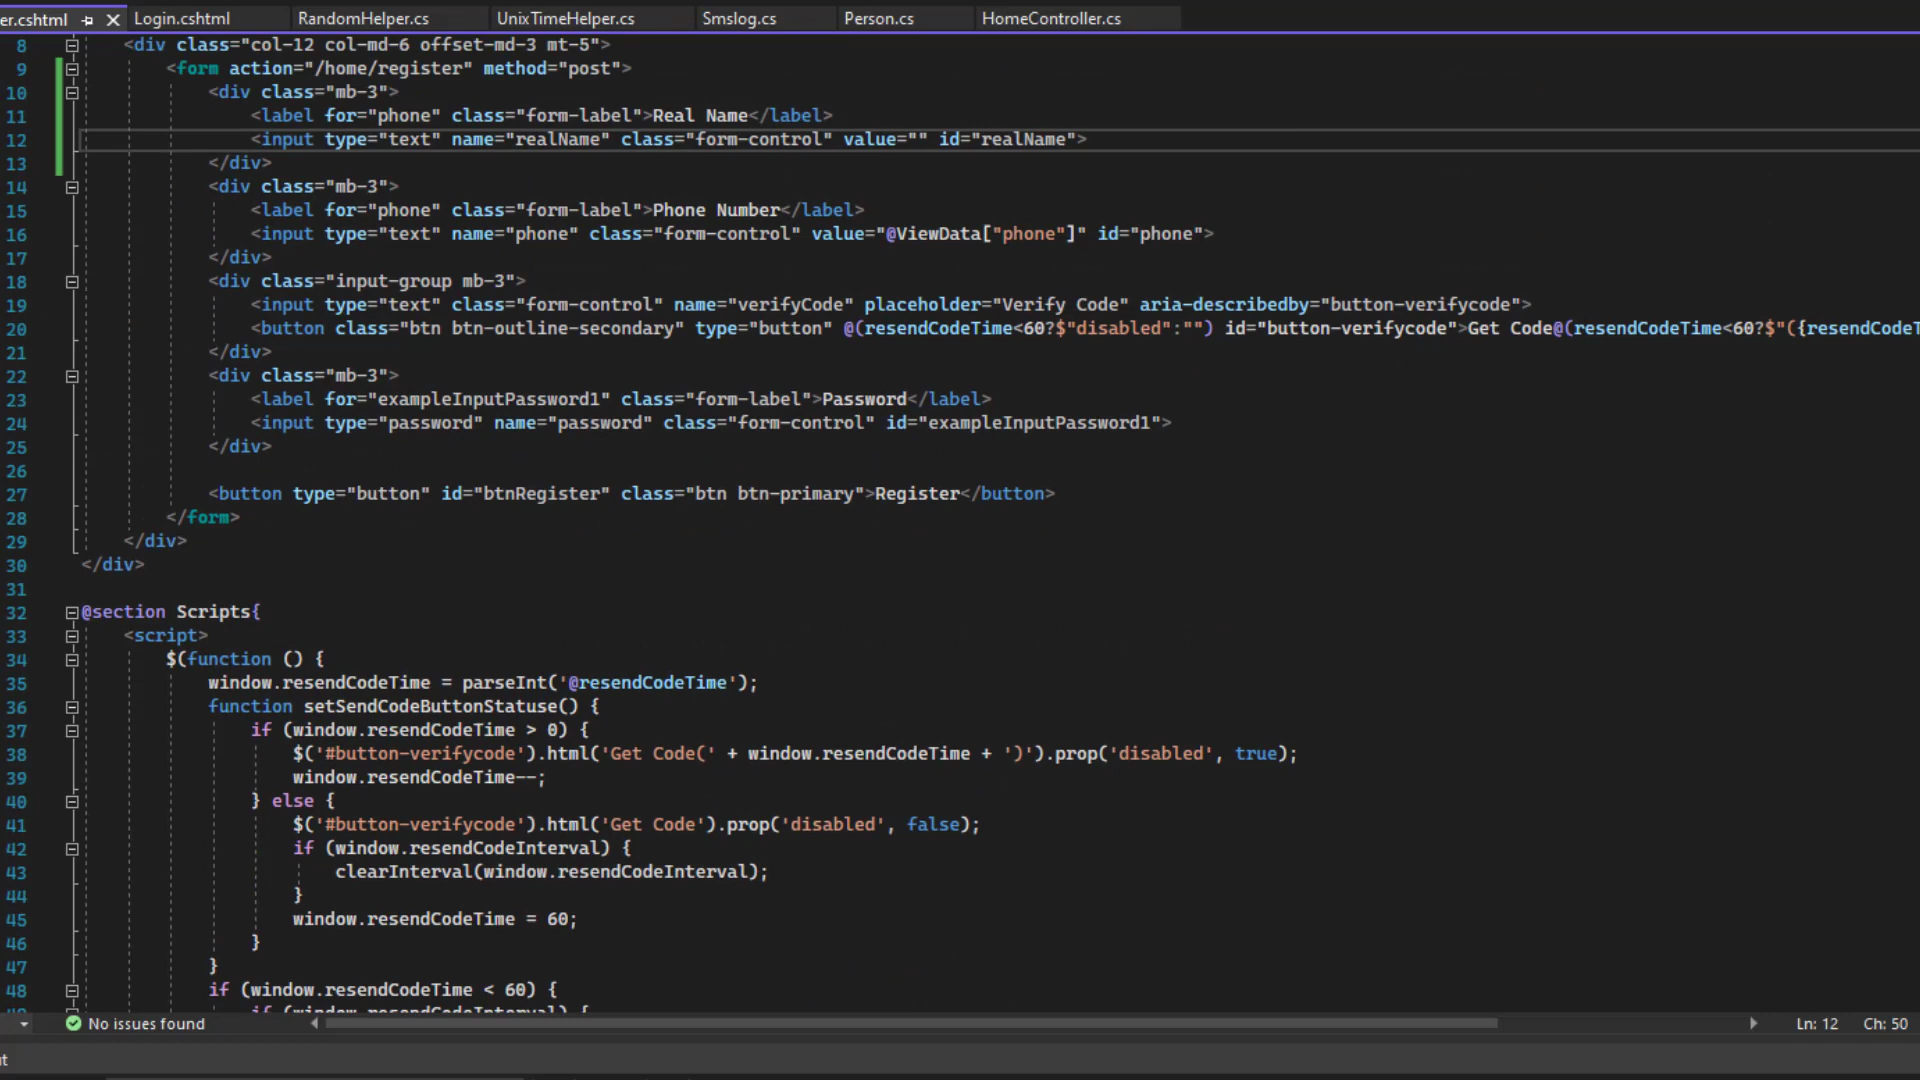 er.cshtml Login.cshtml RandomHelper.cs UnixTimeHelper.cs Smslog.cs Person.cs HomeController.cs
8 <div class="col-12 col-md-6 offset-md-3 mt-5">
9 <form action="/home/register" method="post">
10 <div class="mb-3">
11 <label for="phone" class="form-label">Real Name</label>
12 <input type="text" name="realName" class="form-control" value="" id="realName">
13 </div>
14 <div class="mb-3">
15 <label for="phone" class="form-label">Phone Number</label>
16 <input type="text" name="phone" class="form-control" value="@ViewData["phone"]" id="phone">
17 </div>
18 <div class="input-group mb-3">
19 <input type="text" class="form-control" name="verifyCode" placeholder="Verify Code" aria-describedby="button-verifycode">
20 <button class="btn btn-outline-secondary" type="button" @(resendCodeTime<60?$"disabled":"") id="button-verifycode">Get Code@(resendCodeTime<60?$"({resendCodeT
21 </div>
22 <div class="mb-3">
23 <label for="exampleInputPassword1" class="form-label">Password</label>
24 <input type="password" name="password" class="form-control" id="exampleInputPassword1">
25 </div>
26
27 <button type="button" id="btnRegister" class="btn btn-primary">Register</button>
28 </form>
29 </div>
30 </div>
31
32 @section Scripts{
33 <script>
34 $(function () {
35 window.resendCodeTime = parseInt('@resendCodeTime');
36 function setSendCodeButtonStatuse() {
37 if (window.resendCodeTime > 0) {
38 $('#button-verifycode').html('Get Code(' + window.resendCodeTime + ')').prop('disabled', true);
39 window.resendCodeTime--;
40 } else {
41 $('#button-verifycode').html('Get Code').prop('disabled', false);
42 if (window.resendCodeInterval) {
43 clearInterval(window.resendCodeInterval);
44 }
45 window.resendCodeTime = 60;
46 }
47 }
48 if (window.resendCodeTime < 60) {
49 if (window.resendCodeInterval) {
No issues found Ln: 12 Ch: 50